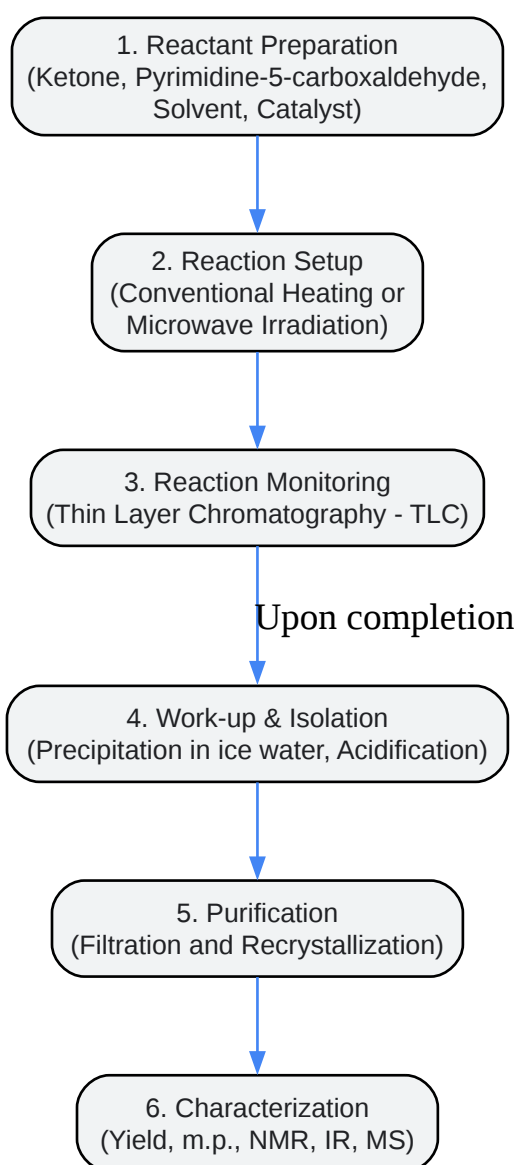 1. Reactant Preparation
(Ketone, Pyrimidine-5-carboxaldehyde,
Solvent, Catalyst)
2. Reaction Setup
(Conventional Heating or
Microwave Irradiation)
3. Reaction Monitoring
(Thin Layer Chromatography - TLC)
Upon completion
4. Work-up & Isolation
(Precipitation in ice water, Acidification)
5. Purification
(Filtration and Recrystallization)
6. Characterization
(Yield, m.p., NMR, IR, MS)